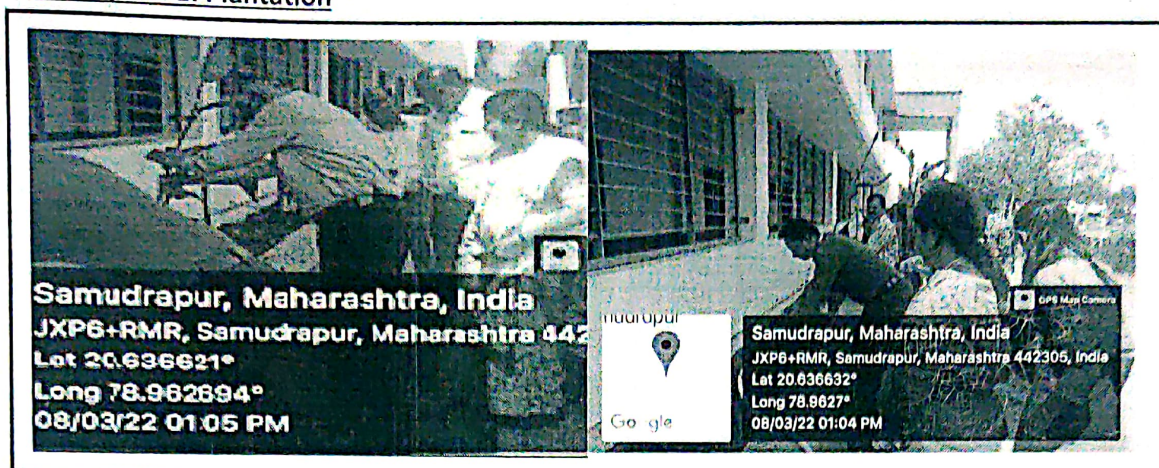 Plantation
Samudrapur, Maharashtra, India
JXP6+RMR, Samudrapur, Maharashtra 442
Lat 20.636621°
Long 78.962694°
08/03/22 01:05 PM
GPS Map Camera
Google
Samudrapur, Maharashtra, India
JXP6+RMR, Samudrapur, Maharashtra 442305, India
Lat 20.636632°
Long 78.9627°
08/03/22 01:04 PM